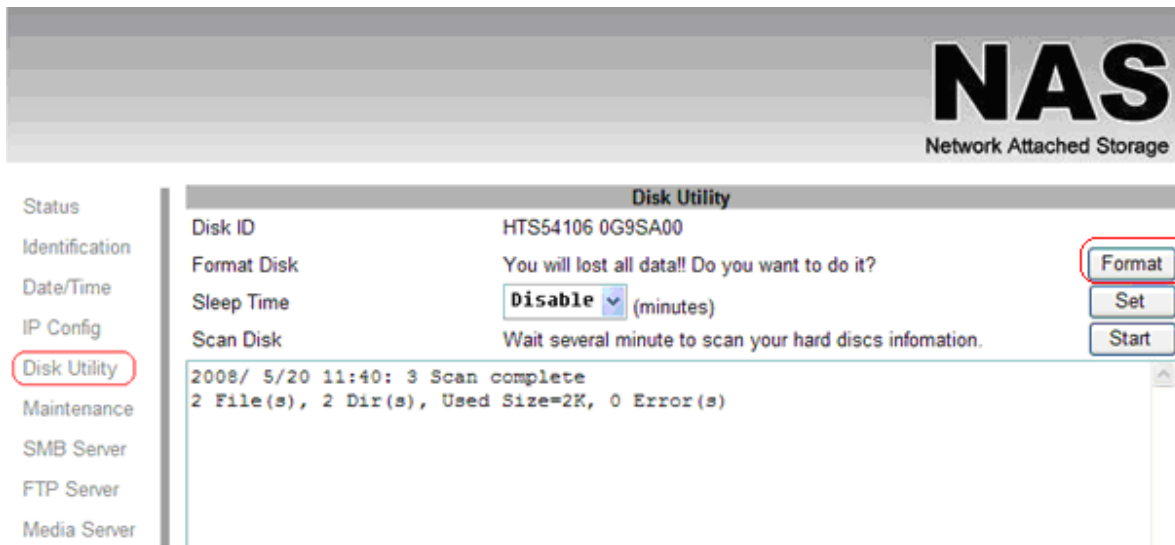 NAS
Network Attached Storage
Status
Identification
Date/Time
IP Config
Disk Utility
Maintenance
SMB Server
FTP Server
Media Server
Disk Utility
Disk ID HTS54106 0G9SA00
Format Disk You will lost all data!! Do you want to do it? Format
Sleep Time Disable (minutes) Set
Scan Disk Wait several minute to scan your hard discs infomation. Start
2008/ 5/20 11:40: 3 Scan complete
2 File(s), 2 Dir(s), Used Size=2K, 0 Error(s)